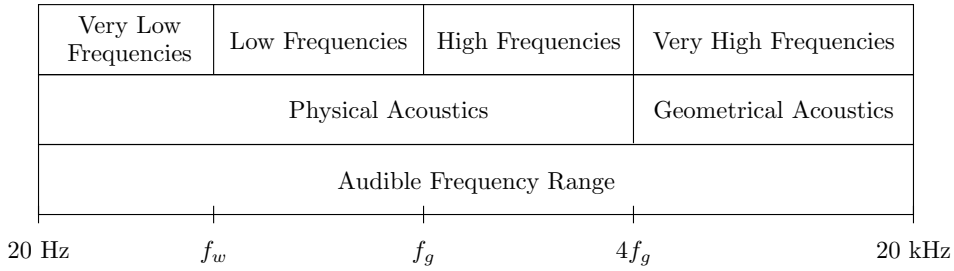 Very Low
Frequencies
Low Frequencies
High Frequencies
Very High Frequencies
Physical Acoustics
Geometrical Acoustics
Audible Frequency Range
20 Hz
f_w
f_g
4f_g
20 kHz